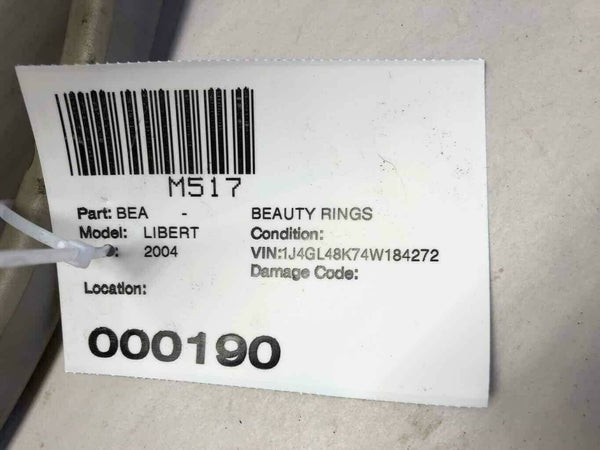 M517
Part: BEA - BEAUTY RINGS
Model: LIBERT Condition:
: 2004 VIN:1J4GL48K74W184272
Damage Code:
Location:
000190